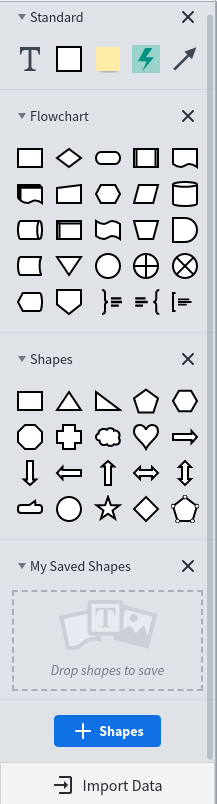 Standard
T
Flowchart
Shapes
My Saved Shapes
T
Drop shapes to save
+ Shapes
Import Data